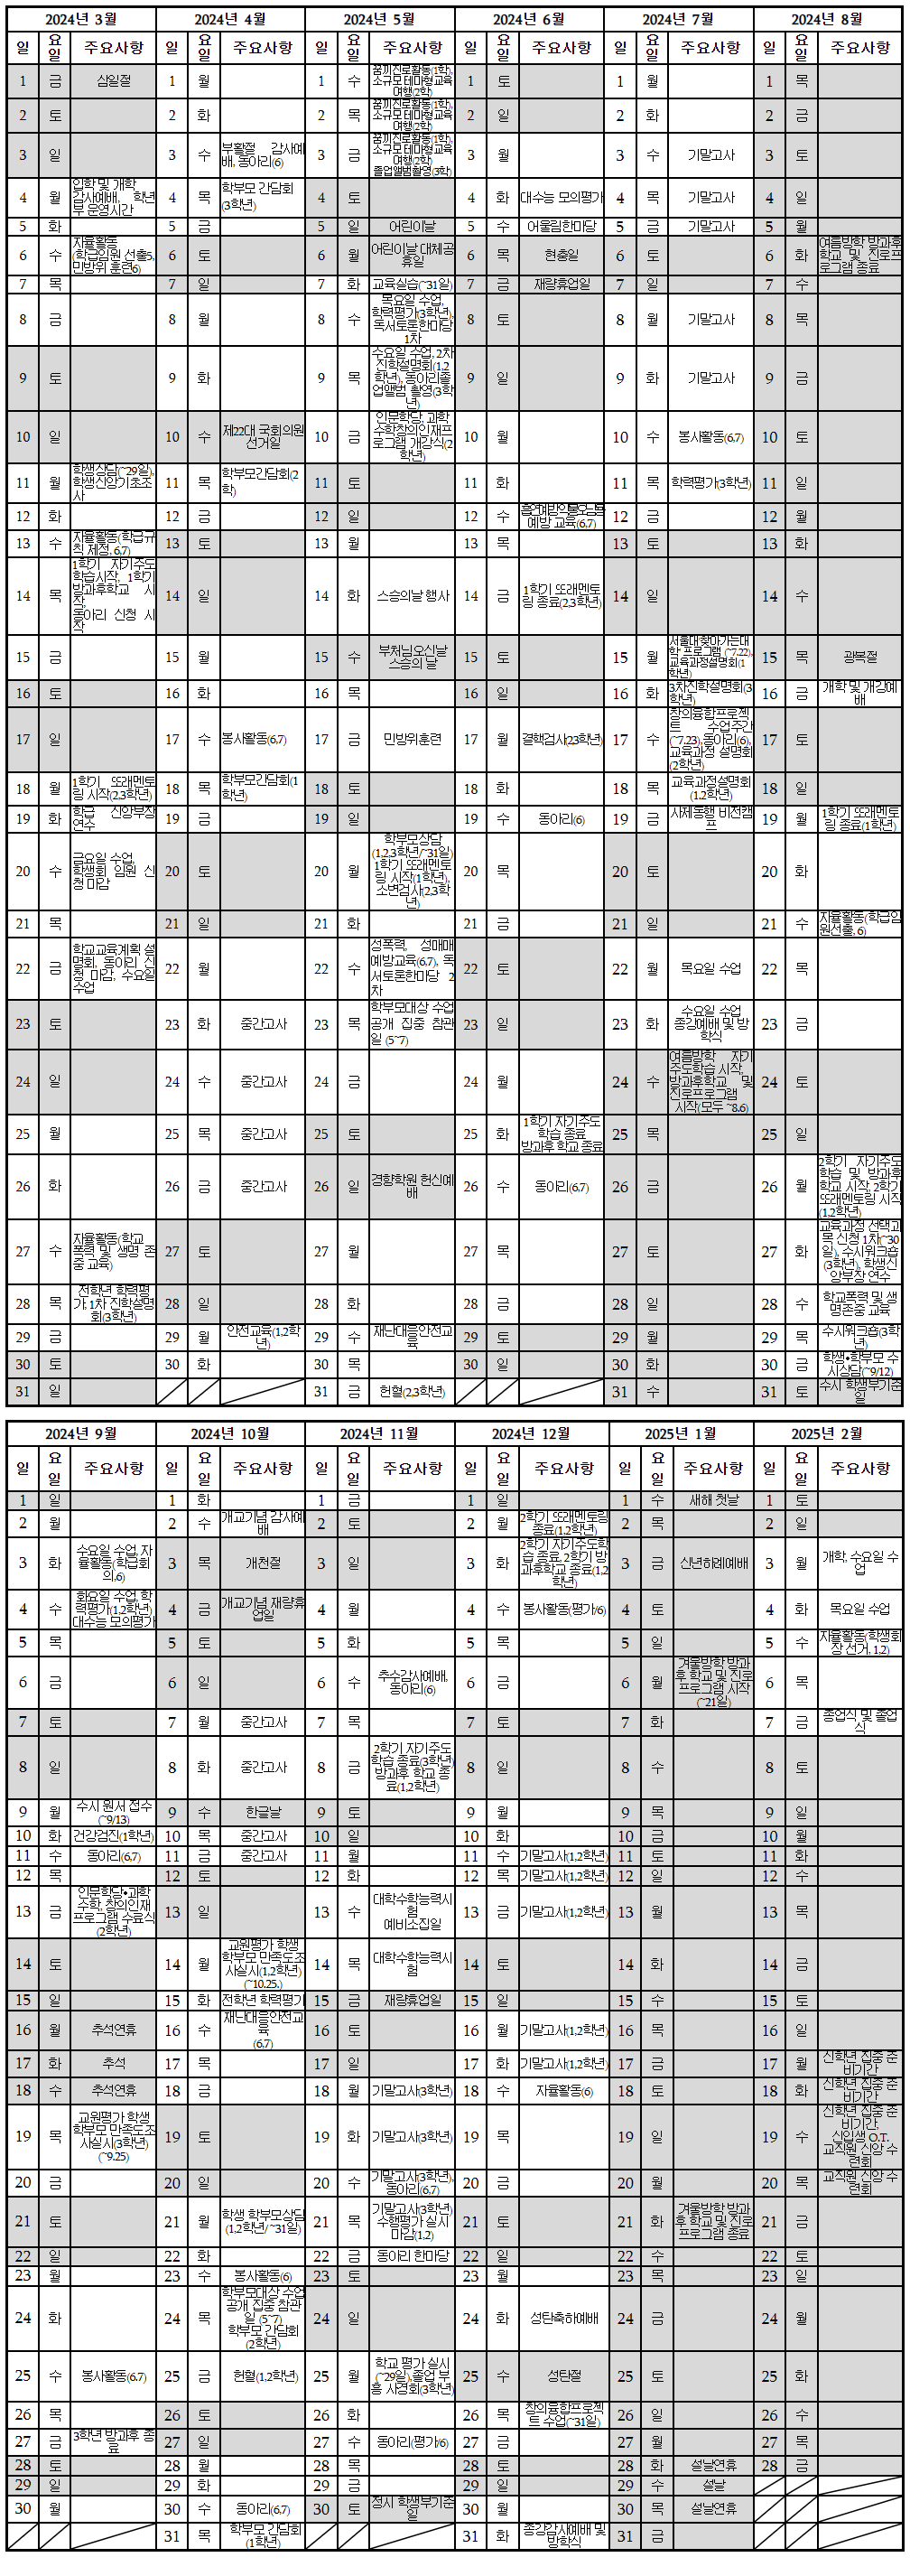 2024년 3월 2024년 4월 2024년 5월 2024년 6월 2024년 7월 2024년 8월
일 요일 주요사항 일 요일 주요사항 일 요일 주요사항 일 요일 주요사항 일 요일 주요사항 일 요일 주요사항
1 금 삼일절 1 월 1 수 꿈끼진로활동(1학), 소규모 테마형교육여행(2학) 1 토 1 월 1 목
2 토 2 화 2 목 꿈끼진로활동(1학), 소규모 테마형교육여행(2학) 2 일 2 화 2 금
3 일 3 수 부활절 감사예배, 동아리(6) 3 금 꿈끼진로활동(1학), 소규모 테마형교육여행(2학) 졸업앨범촬영(3학) 3 월 3 수 기말고사 3 토
4 월 입학 및 개학 감사예배, 학년부 운영시간 4 목 학부모 간담회(3학년) 4 토 4 화 대수능 모의평가 4 목 기말고사 4 일
5 화 5 금 5 일 어린이날 5 수 어울림한마당 5 금 기말고사 5 월
6 수 자율활동(학급임원 선출5, 민방위 훈련6) 6 토 6 월 어린이날 대체공휴일 6 목 현충일 6 토 6 화 여름방학 방과후학교 및 진로프로그램 종료
7 목 7 일 7 화 교육실습(~31일) 7 금 재량휴업일 7 일 7 수
8 금 8 월 8 수 목요일 수업, 학력평가(3학년), 독서토론한마당 1차 8 토 8 월 기말고사 8 목
9 토 9 화 9 목 수요일 수업, 2차 진학설명회(1,2학년), 동아리졸업앨범 촬영(3학년) 9 일 9 화 기말고사 9 금
10 일 10 수 제22대 국회의원 선거일 10 금 인문학당, 과학수학창의인재프로그램 개강식(2학년) 10 월 10 수 봉사활동(6,7) 10 토
11 월 학생상담(~29일), 학생신앙기초조사 11 목 학부모간담회(2학) 11 토 11 화 11 목 학력평가(3학년) 11 일
12 화 12 금 12 일 12 수 예방 교육(6,7) 12 금 12 월
13 수 자율활동(학급규칙 제정, 6,7) 13 토 13 월 13 목 13 토 13 화
14 목 1학기 자기주도학습시작, 1학기 방과후학교 시작, 동아리 신청 시작 14 일 14 화 스승의날 행사 14 금 1학기 또래멘토링 종료(2,3학년) 14 일 14 수
15 금 15 월 15 수 부처님오신날 스승의 날 15 토 15 월 서울대 찾아가는대학 프로그램 (~7.22), 교육과정설명회(1학년) 15 목 광복절
16 토 16 화 16 목 16 일 16 화 3차진학설명회(3학년) 16 금 개학 및 개강예배
17 일 17 수 봉사활동(6,7) 17 금 민방위훈련 17 월 결핵검사(2,3학년) 17 수 창의융합프로젝트 수업주간(~7.23),동아리(6), 교육과정 설명회(2학년) 17 토
18 월 1학기 또래멘토링 시작(2,3학년) 18 목 학부모간담회(1학년) 18 토 18 화 18 목 교육과정설명회(1,2학년) 18 일
19 화 학급 신앙부장 연수 19 금 19 일 19 수 동아리(6) 19 금 사제동행 비전캠프 19 월 1학기 또래멘토링 종료(1학년)
20 수 금요일 수업, 학생회 임원 신청 마감 20 토 20 월 학부모상담(1,2,3학년/~31일) 1학기 또래멘토링 시작(1학년), 소변검사(2,3학년) 20 목 20 토 20 화
21 목 21 일 21 화 21 금 21 일 21 수 자율활동(학급임원선출, 6)
22 금 학교교육계획 설명회, 동아리 신청 마감, 수요일 수업 22 월 22 수 성폭력, 성매매 예방교육(6,7), 독서토론한마당 2차 22 토 22 월 목요일 수업 22 목
23 토 23 화 중간고사 23 목 학부모대상 수업공개 집중 참관일 (5~7) 23 일 23 화 수요일 수업 종강예배 및 방학식 23 금
24 일 24 수 중간고사 24 금 24 월 24 수 여름방학 자기주도학습 시작, 방과후학교 및 진로프로그램 시작(모두 ~8.6) 24 토
25 월 25 목 중간고사 25 토 25 화 1학기 자기주도학습 종료 방과후 학교 종료 25 목 25 일
26 화 26 금 중간고사 26 일 경향학원 헌신예배 26 수 동아리(6,7) 26 금 26 월 2학기 자기주도학습 및 방과후학교 시작, 2학기 또래멘토링 시작(1,2학년)
27 수 자율활동(학교폭력 및 생명 존중 교육) 27 토 27 월 27 목 27 토 27 화 교육과정 선택과목 신청 1차(~30일), 수시워크숍(3학년), 학생신앙부장 연수
28 목 전학년 학력평가, 1차 진학설명회(3학년) 28 일 28 화 28 금 28 일 28 수 학교폭력 및 생명존중 교육
29 금 29 월 안전교육(1,2학년) 29 수 재난대응안전교육 29 토 29 월 29 목 수시워크숍(3학년)
30 토 30 화 30 목 30 일 30 화 30 금 학생•학부모 수시상담(~9/12)
31 일 31 금 헌혈(2,3학년) 31 수 31 토 수시 학생부기준일
2024년 9월 2024년 10월 2024년 11월 2024년 12월 2025년 1월 2025년 2월
일 요일 주요사항 일 요일 주요사항 일 요일 주요사항 일 요일 주요사항 일 요일 주요사항 일 요일 주요사항
1 일 1 화 1 금 1 일 1 수 새해 첫날 1 토
2 월 2 수 개교기념 감사예배 2 토 2 월 2학기 또래멘토링 종료(1,2학년) 2 목 2 일
3 화 수요일 수업, 자율활동(학급회의,6) 3 목 개천절 3 일 3 화 2학기 자기주도학습 종료, 2학기 방과후학교 종료(1,2학년) 3 금 신년하례예배 3 월 개학, 수요일 수업
4 수 화요일 수업, 학력평가(1,2학년) 대수능 모의평가 4 금 개교기념 재량휴업일 4 월 4 수 봉사활동(평가/6) 4 토 4 화 목요일 수업
5 목 5 토 5 화 5 목 5 일 5 수 자율활동(학생회장 선거, 1,2)
6 금 6 일 6 수 추수감사예배, 동아리(6) 6 금 6 월 겨울방학 방과후 학교 및 진로프로그램 시작(~21일) 6 목
7 토 7 월 중간고사 7 목 7 토 7 화 7 금 종업식 및 졸업식
8 일 8 화 중간고사 8 금 2학기 자기주도학습 종료(3학년) 방과후 학교 종료(1,2학년) 8 일 8 수 8 토
9 월 수시 원서 접수(~9/13) 9 수 한글날 9 토 9 월 9 목 9 일
10 화 건강검진(1학년) 10 목 중간고사 10 일 10 화 10 금 10 월
11 수 동아리(6,7) 11 금 중간고사 11 월 11 수 기말고사(1,2학년) 11 토 11 화
12 목 12 토 12 화 12 목 기말고사(1,2학년) 12 일 12 수
13 금 인문학당•과학수학, 창의인재프로그램 수료식(2학년) 13 일 13 수 대학수학능력시험 예비소집일 13 금 기말고사(1,2학년) 13 월 13 목
14 토 14 월 교원평가 학생 학부모 만족도조사실시(1,2학년)(~10.25.) 14 목 대학수학능력시험 14 토 14 화 14 금
15 일 15 화 전학년 학력평가 15 금 재량휴업일 15 일 15 수 15 토
16 월 추석연휴 16 수 재난대응안전교육(6,7) 16 토 16 월 기말고사(1,2학년) 16 목 16 일
17 화 추석 17 목 17 일 17 화 기말고사(1,2학년) 17 금 17 월 신학년 집중 준비기간
18 수 추석연휴 18 금 18 월 기말고사(3학년) 18 수 자율활동(6) 18 토 18 화 신학년 집중 준비기간
19 목 교원평가 학생 학부모 만족도조사실시(3학년)(~9.25) 19 토 19 화 기말고사(3학년) 19 목 19 일 19 수 신학년 집중 준비기간, 신입생 O.T. 교직원 신앙 수련회
20 금 20 일 20 수 기말고사(3학년), 동아리(6,7) 20 금 20 월 20 목 교직원 신앙 수련회
21 토 21 월 학생 학부모상담(1,2학년/ ~31일) 21 목 기말고사(3학년) 수행평가 실시 마감(1,2) 21 토 21 화 겨울방학 방과후 학교 및 진로프로그램 종료 21 금
22 일 22 화 22 금 동아리 한마당 22 일 22 수 22 토
23 월 23 수 봉사활동(6) 23 토 23 월 23 목 23 일
24 화 24 목 학부모대상 수업공개 집중 참관일 (5~7) 학부모 간담회(2학년) 24 일 24 화 성탄축하예배 24 금 24 월
25 수 봉사활동(6,7) 25 금 헌혈(1,2학년) 25 월 학교 평가 실시(~29일),졸업 부흥 사경회(3학년) 25 수 성탄절 25 토 25 화
26 목 26 토 26 화 26 목 창의융합프로젝트 수업(~31일) 26 일 26 수
27 금 3학년 방과후 종료 27 일 27 수 동아리(평가/6) 27 금 27 월 27 목
28 토 28 월 28 목 28 토 28 화 설날연휴 28 금
29 일 29 화 29 금 29 일 29 수 설날
30 월 30 수 동아리(6,7) 30 토 정시 학생부기준일 30 월 30 목 설날연휴
31 목 학부모 간담회(1학년) 31 화 종강감사예배 및 방학식 31 금